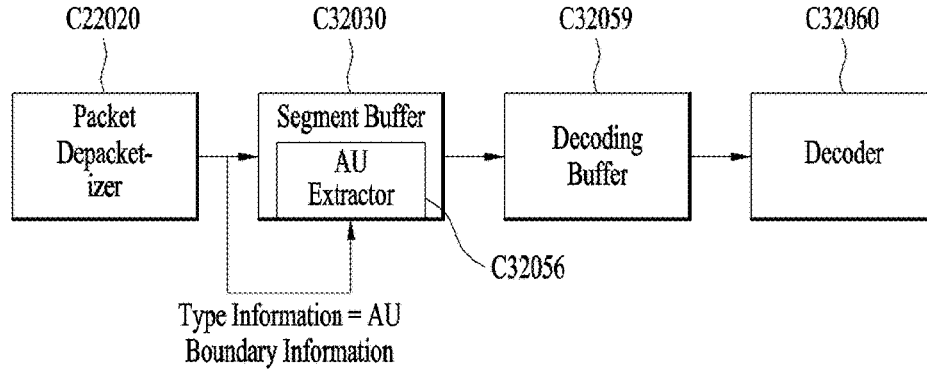 C22020
C32030
C32059
C32060
Packet
Depacket-
izer
Segment Buffer
AU
Extractor
Decoding
Buffer
Decoder
C32056
Type Information = AU
Boundary Information